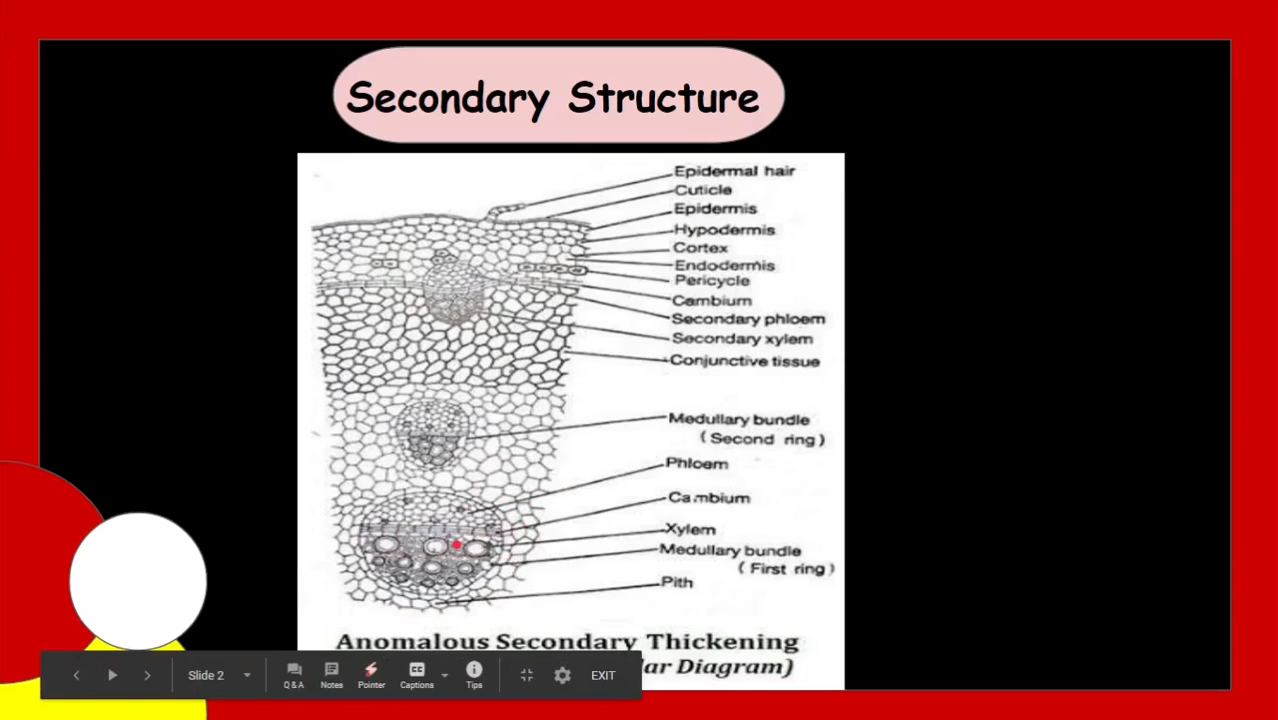 Secondary Structure
Epidermal hair
Cuticle
Epidermis
Hypodermis
Cortex
Endodermis
Pericycle
Cambium
Secondary phloem
Secondary xylem
Conjunctive tissue
Medullary bundle
(Second ring)
Phloem
Cambium
Xylem
Medullary bundle
(First ring)
Pith
Anomalous Secondary Thickening
Diagram)
Slide 2
Q & A
Notes
Pointer
Captions
Tips
EXIT